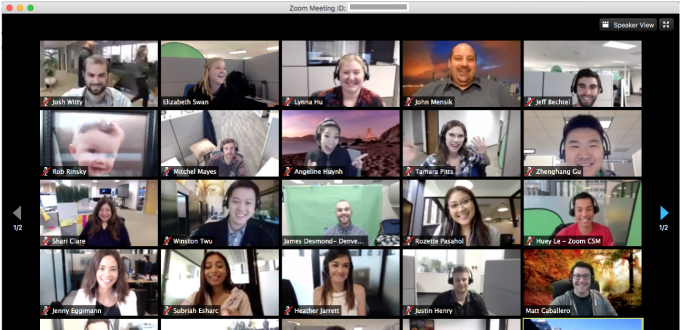 Zoom Meeting ID:
Speaker View
Josh Witty
Elizabeth Swan
Lynna Hu
John Mensik
Jeff Bechtel
Rob Rinsky
Mitchel Mayes
Angeline Huynh
Tamara Pitts
Zhenghang Gu
1/2
Shari Clare
Winston Twu
James Desmond- Denve...
Rozette Pasahol
Huey Le - Zoom CSM
1/2
Jenny Eggimann
Subriah Esharc
Heather Jarrett
Justin Henry
Matt Caballero